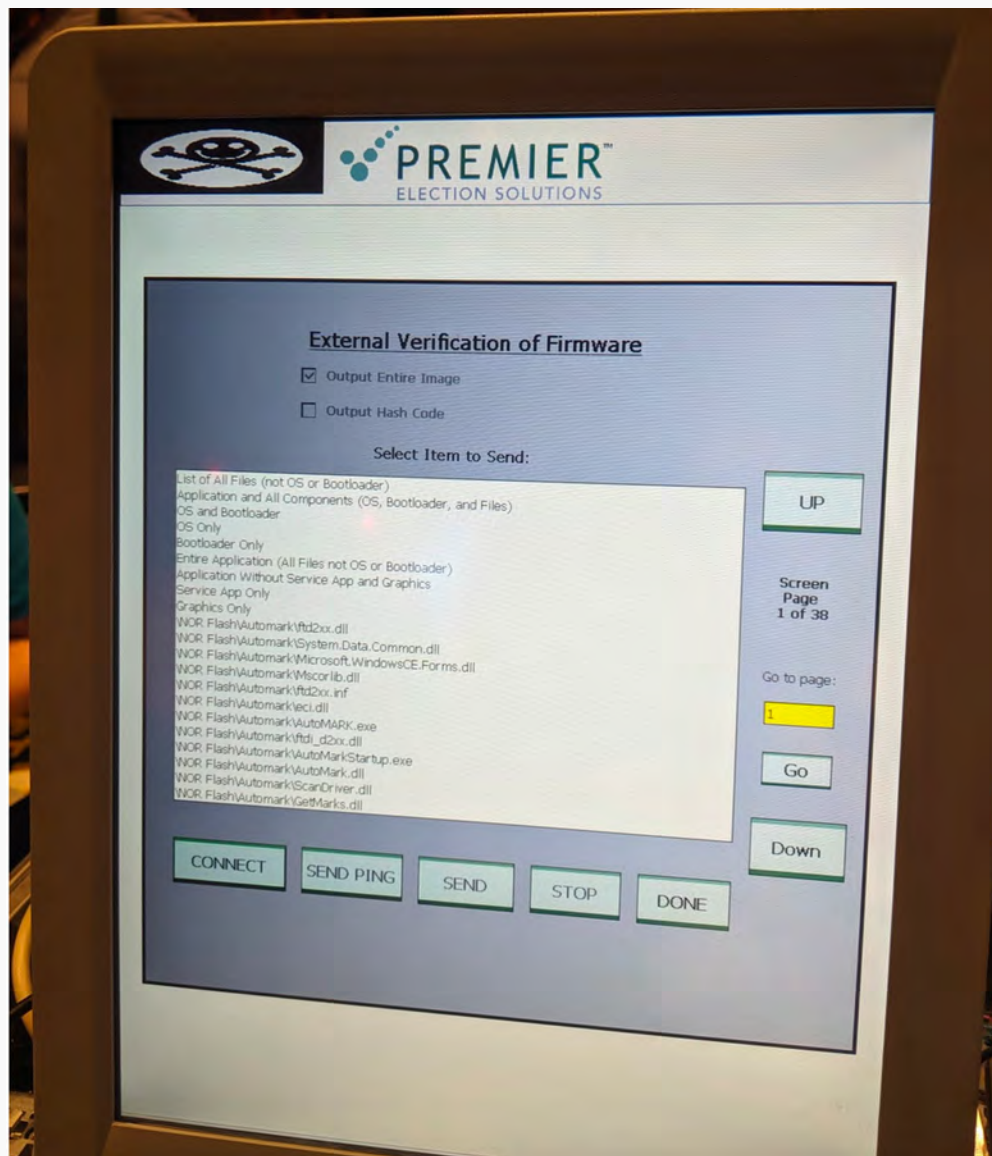 PREMIER™
ELECTION SOLUTIONS
External Verification of Firmware
Output Entire Image
Output Hash Code
Select Item to Send:
List of All Files (not OS or Bootloader)
Application and All Components (OS, Bootloader, and Files)
OS and Bootloader
OS Only
Bootloader Only
Entire Application (All Files not OS or Bootloader)
Application Without Service App and Graphics
Service App Only
Graphics Only
\NOR Flash\Automark\ftd2xx.dll
\NOR Flash\Automark\System.Data.Common.dll
\NOR Flash\Automark\Microsoft.WindowsCE.Forms.dll
\NOR Flash\Automark\Mscorlib.dll
\NOR Flash\Automark\ftd2xx.inf
\NOR Flash\Automark\eci.dll
\NOR Flash\Automark\AutoMARK.exe
\NOR Flash\Automark\ftdi_d2xx.dll
\NOR Flash\Automark\AutoMarkStartup.exe
\NOR Flash\Automark\AutoMark.dll
\NOR Flash\Automark\ScanDriver.dll
\NOR Flash\Automark\GetMarks.dll
UP
Screen
Page
1 of 38
Go to page:
1
Go
Down
CONNECT
SEND PING
SEND
STOP
DONE